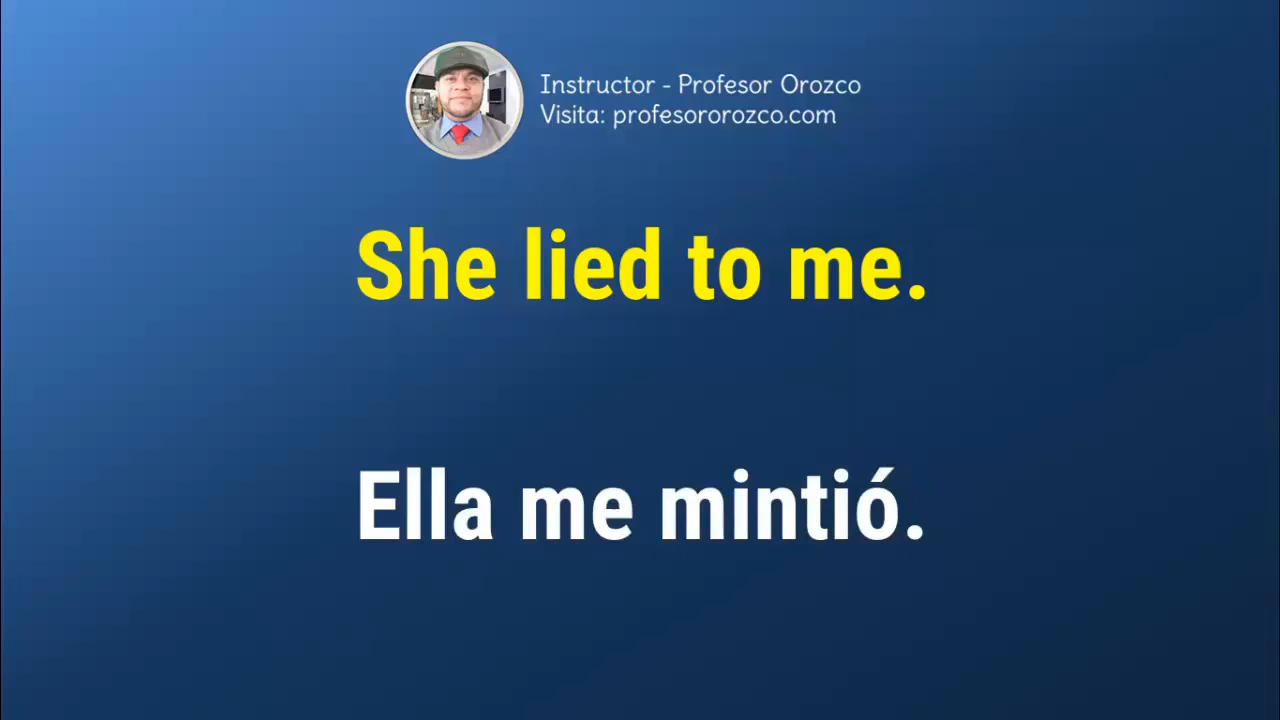 Instructor - Profesor Orozco
Visita: profesororozco.com
She lied to me.
Ella me mintió.